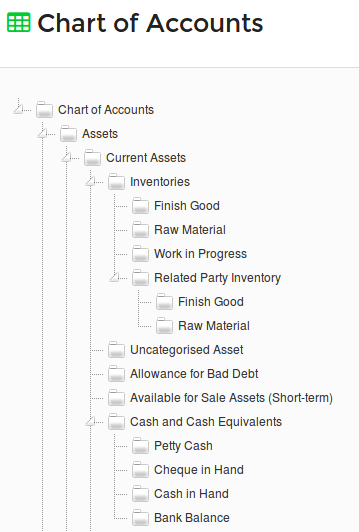 Chart of Accounts
Chart of Accounts
Assets
Current Assets
Inventories
Finish Good
Raw Material
Work in Progress
Related Party Inventory
Finish Good
Raw Material
Uncategorised Asset
Allowance for Bad Debt
Available for Sale Assets (Short-term)
Cash and Cash Equivalents
Petty Cash
Cheque in Hand
Cash in Hand
Bank Balance